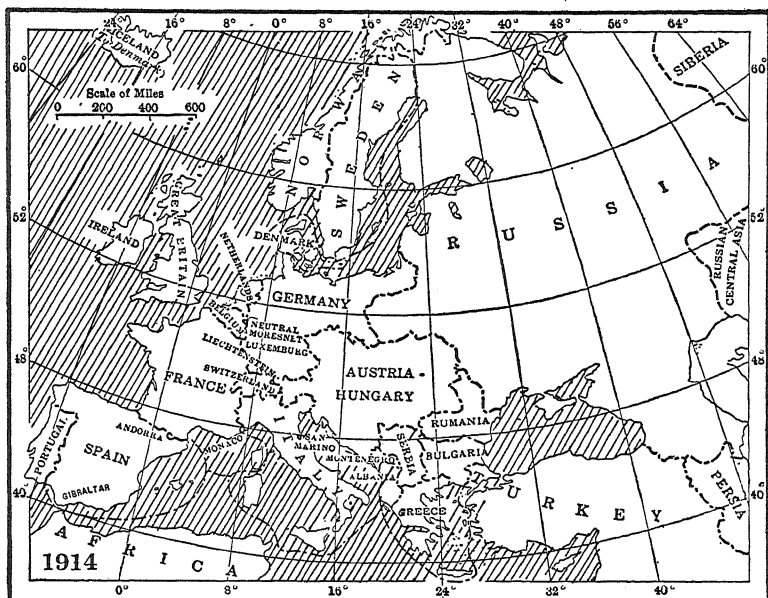 24° 16° 8° 0° 8° 16° 24° 32° 40° 48° 56° 64°
ICELAND
(To Denmark)
60°
60°
SIBERIA
Scale of Miles
0 200 400 600
NORWAY
SWEDEN
RUSSIA
52°
52°
GREAT BRITAIN
IRELAND
DENMARK
NETHERLANDS
RUSSIAN
CENTRAL ASIA
GERMANY
BELGIUM
NEUTRAL
MORESNET
LUXEMBURG
LIECHTENSTEIN
SWITZERLAND
48°
48°
FRANCE
AUSTRIA-
HUNGARY
RUMANIA
ANDORRA
MONACO
ITALY
SAN
MARINO
MONTENEGRO
SERBIA
BULGARIA
ALBANIA
PORTUGAL
SPAIN
GIBRALTAR
GREECE
TURKEY
PERSIA
40°
40°
AFRICA
1914
0° 8° 16° 24° 32° 40°